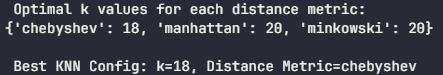 Optimal k values for each distance metric:
{'chebyshev': 18, 'manhattan': 20, 'minkowski': 20}
Best KNN Config: k=18, Distance Metric=chebyshev